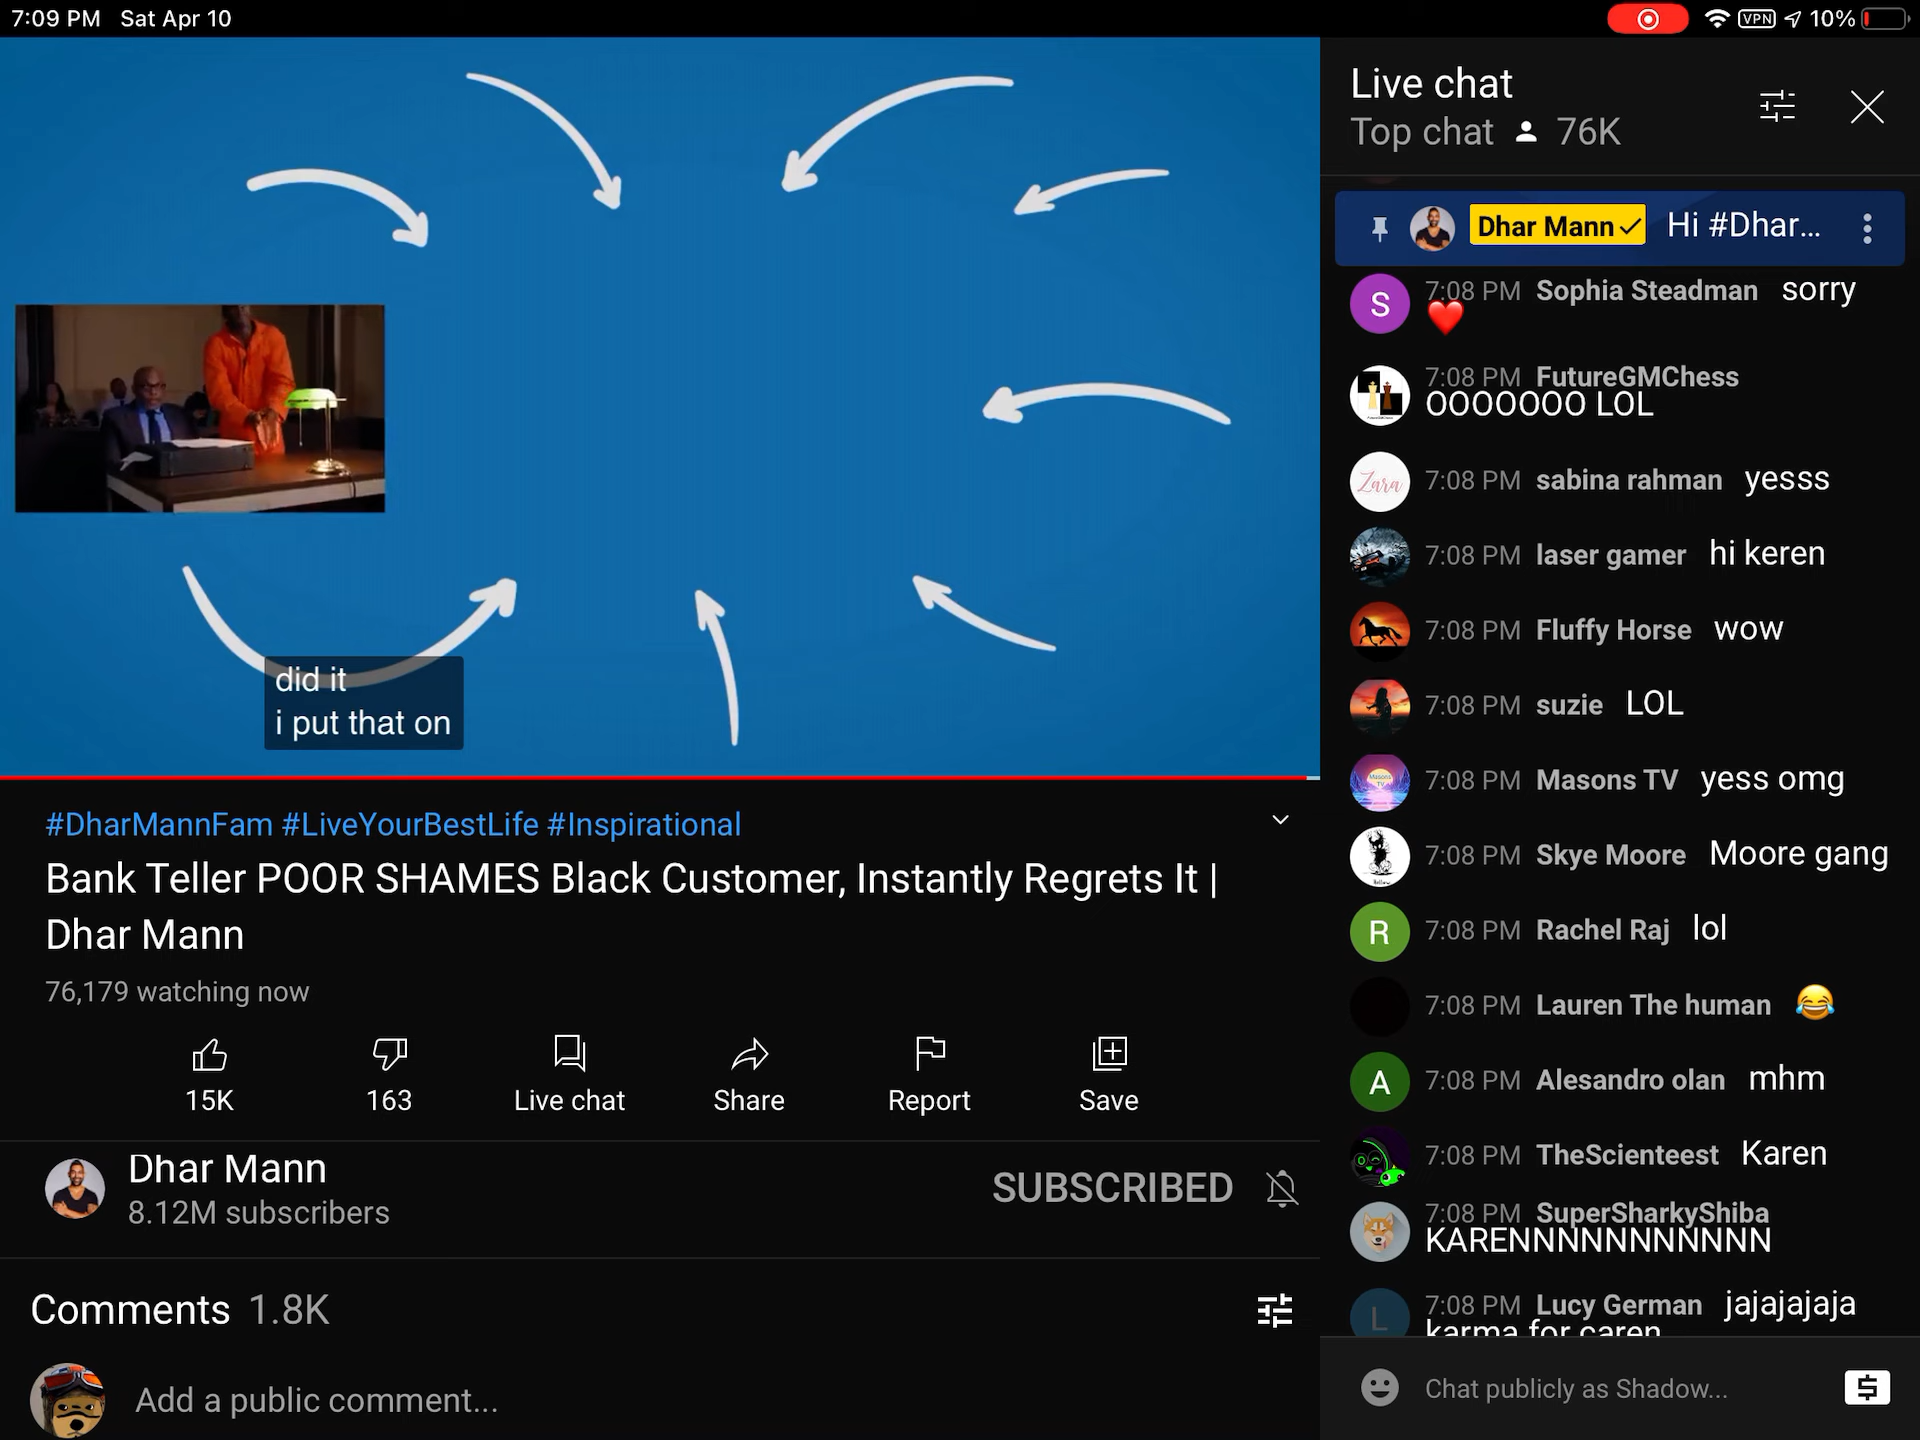 7:09 PM Sat Apr 10
VPN 10%
did it
i put that on
#DharMannFam #LiveYourBestLife #Inspirational
Bank Teller POOR SHAMES Black Customer, Instantly Regrets It |
Dhar Mann
76,179 watching now
15K 163 Live chat Share Report Save
Dhar Mann
8.12M subscribers
SUBSCRIBED
Comments 1.8K
Add a public comment...
Live chat
Top chat 76K
Dhar Mann Hi #Dhar...
S 7:08 PM Sophia Steadman sorry
❤️
7:08 PM FutureGMChess
OOOOOOO LOL
Zara 7:08 PM sabina rahman yesss
7:08 PM laser gamer hi keren
7:08 PM Fluffy Horse wow
7:08 PM suzie LOL
7:08 PM Masons TV yess omg
7:08 PM Skye Moore Moore gang
R 7:08 PM Rachel Raj lol
7:08 PM Lauren The human 😂
A 7:08 PM Alesandro olan mhm
7:08 PM TheScienteest Karen
7:08 PM SuperSharkyShiba
KARENNNNNNNNNNN
L 7:08 PM Lucy German jajajajaja
karma for caren
Chat publicly as Shadow...